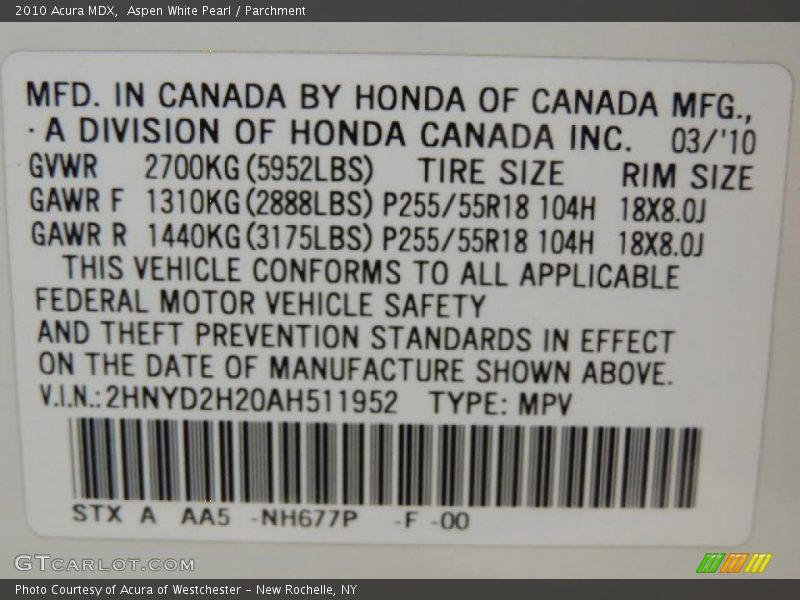 2010 Acura MDX,  Aspen White Pearl / Parchment
MFD. IN CANADA BY HONDA OF CANADA MFG.,
· A DIVISION OF HONDA CANADA INC. 03/'10
GVWR 2700KG(5952LBS) TIRE SIZE RIM SIZE
GAWR F 1310KG(2888LBS) P255/55R18 104H 18X8.0J
GAWR R 1440KG(3175LBS) P255/55R18 104H 18X8.0J
THIS VEHICLE CONFORMS TO ALL APPLICABLE
FEDERAL MOTOR VEHICLE SAFETY
AND THEFT PREVENTION STANDARDS IN EFFECT
ON THE DATE OF MANUFACTURE SHOWN ABOVE.
V.I.N.: 2HNYD2H20AH511952 TYPE: MPV
STX A AA5 -NH677P -F -00
GTCARLOT.COM
Photo Courtesy of Acura of Westchester – New Rochelle, NY